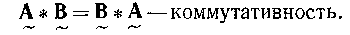 A * B = B * A — коммутативность.